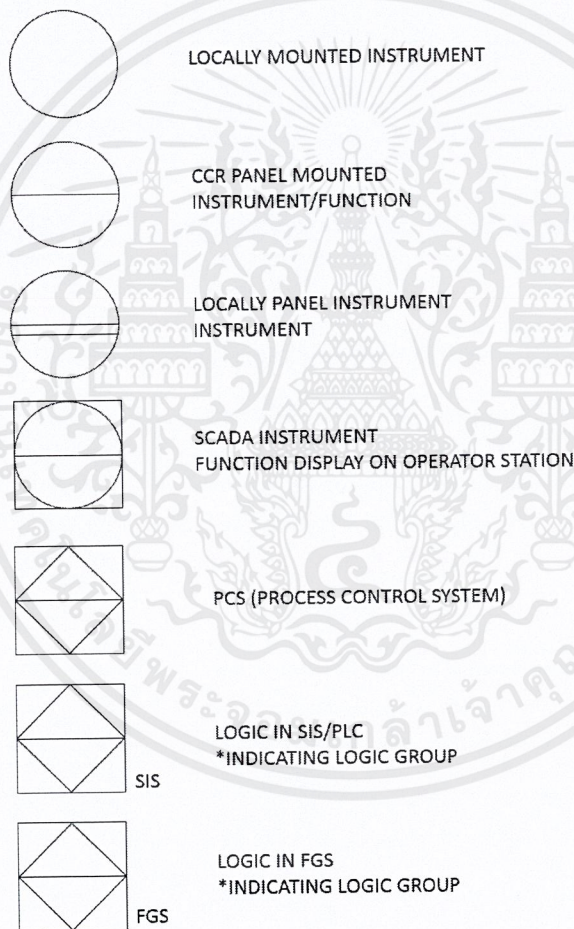 LOCALLY MOUNTED INSTRUMENT
CCR PANEL MOUNTED
INSTRUMENT/FUNCTION
LOCALLY PANEL INSTRUMENT
INSTRUMENT
SCADA INSTRUMENT
FUNCTION DISPLAY ON OPERATOR STATION
PCS (PROCESS CONTROL SYSTEM)
LOGIC IN SIS/PLC
*INDICATING LOGIC GROUP
SIS
LOGIC IN FGS
*INDICATING LOGIC GROUP
FGS